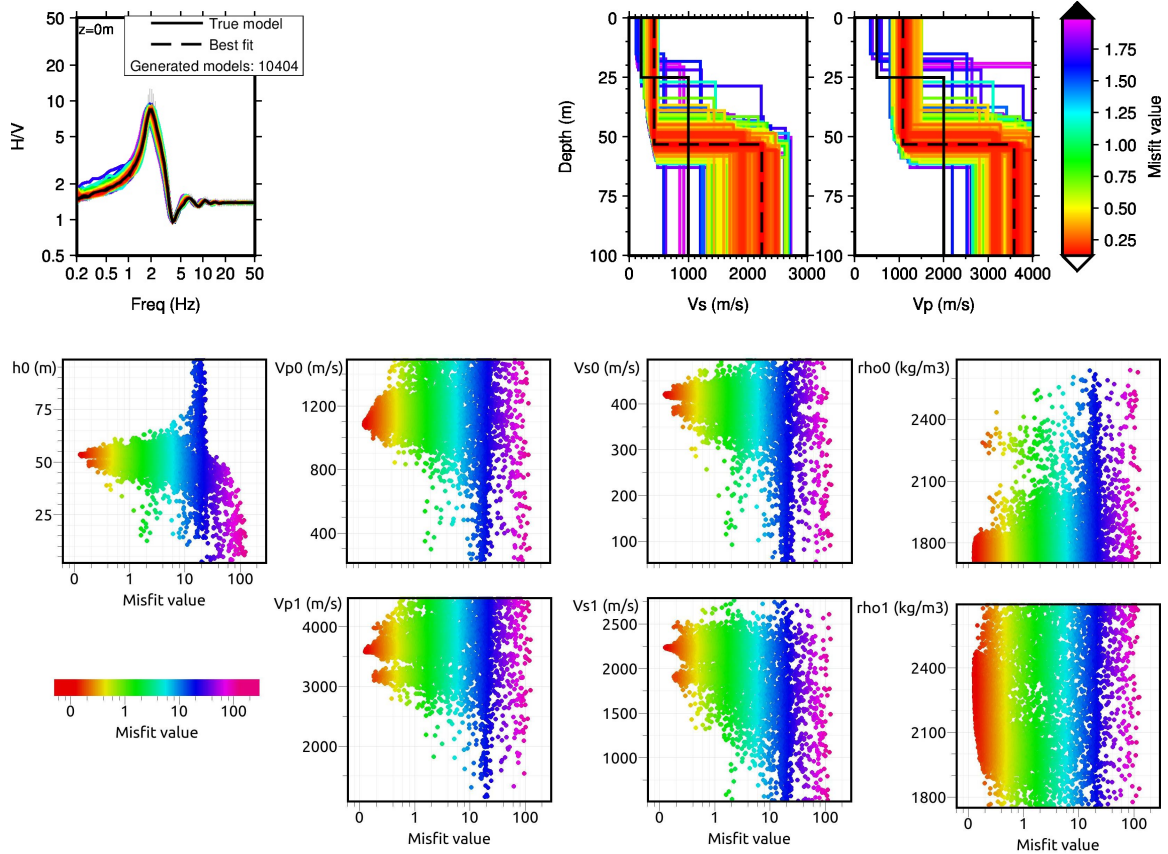 z=0m
True model
Best fit
Generated models: 10404
H/V
50
20
10
5
2
1
0.5
0.2 0.5 1 2 5 10 20 50
Freq (Hz)
Depth (m)
0
25
50
75
100
0 1000 2000 3000
Vs (m/s)
0
25
50
75
100
0 1000 2000 3000 4000
Vp (m/s)
1.75
1.50
1.25
1.00
0.75
0.50
0.25
Misfit value
h0 (m)
75
50
25
0 1 10 100
Misfit value
Vp0 (m/s)
1200
800
400
Vs0 (m/s)
400
300
200
100
rho0 (kg/m3)
2400
2100
1800
0 1 10 100
Misfit value
Vp1 (m/s)
4000
3000
2000
0 1 10 100
Misfit value
Vs1 (m/s)
2500
2000
1500
1000
0 1 10 100
Misfit value
rho1 (kg/m3)
2400
2100
1800
0 1 10 100
Misfit value